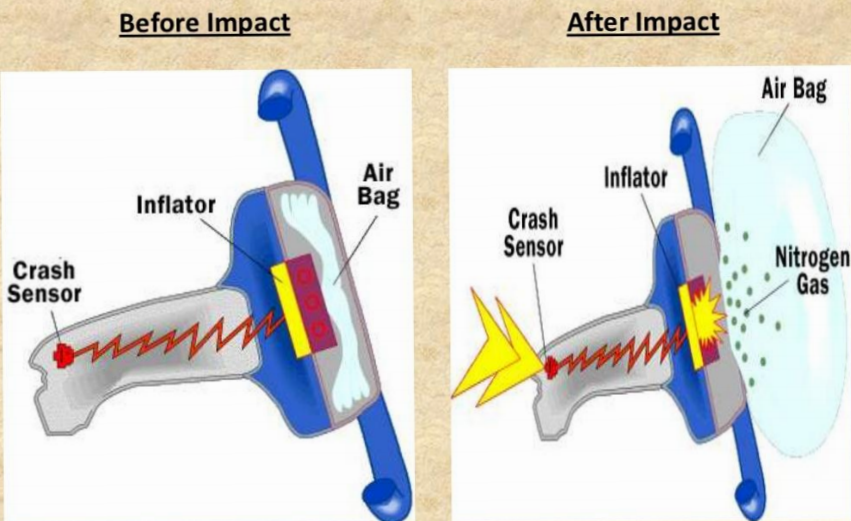 Before Impact
After Impact
Inflator
Air
Bag
Crash
Sensor
Air Bag
Inflator
Crash
Sensor
Nitrogen
Gas